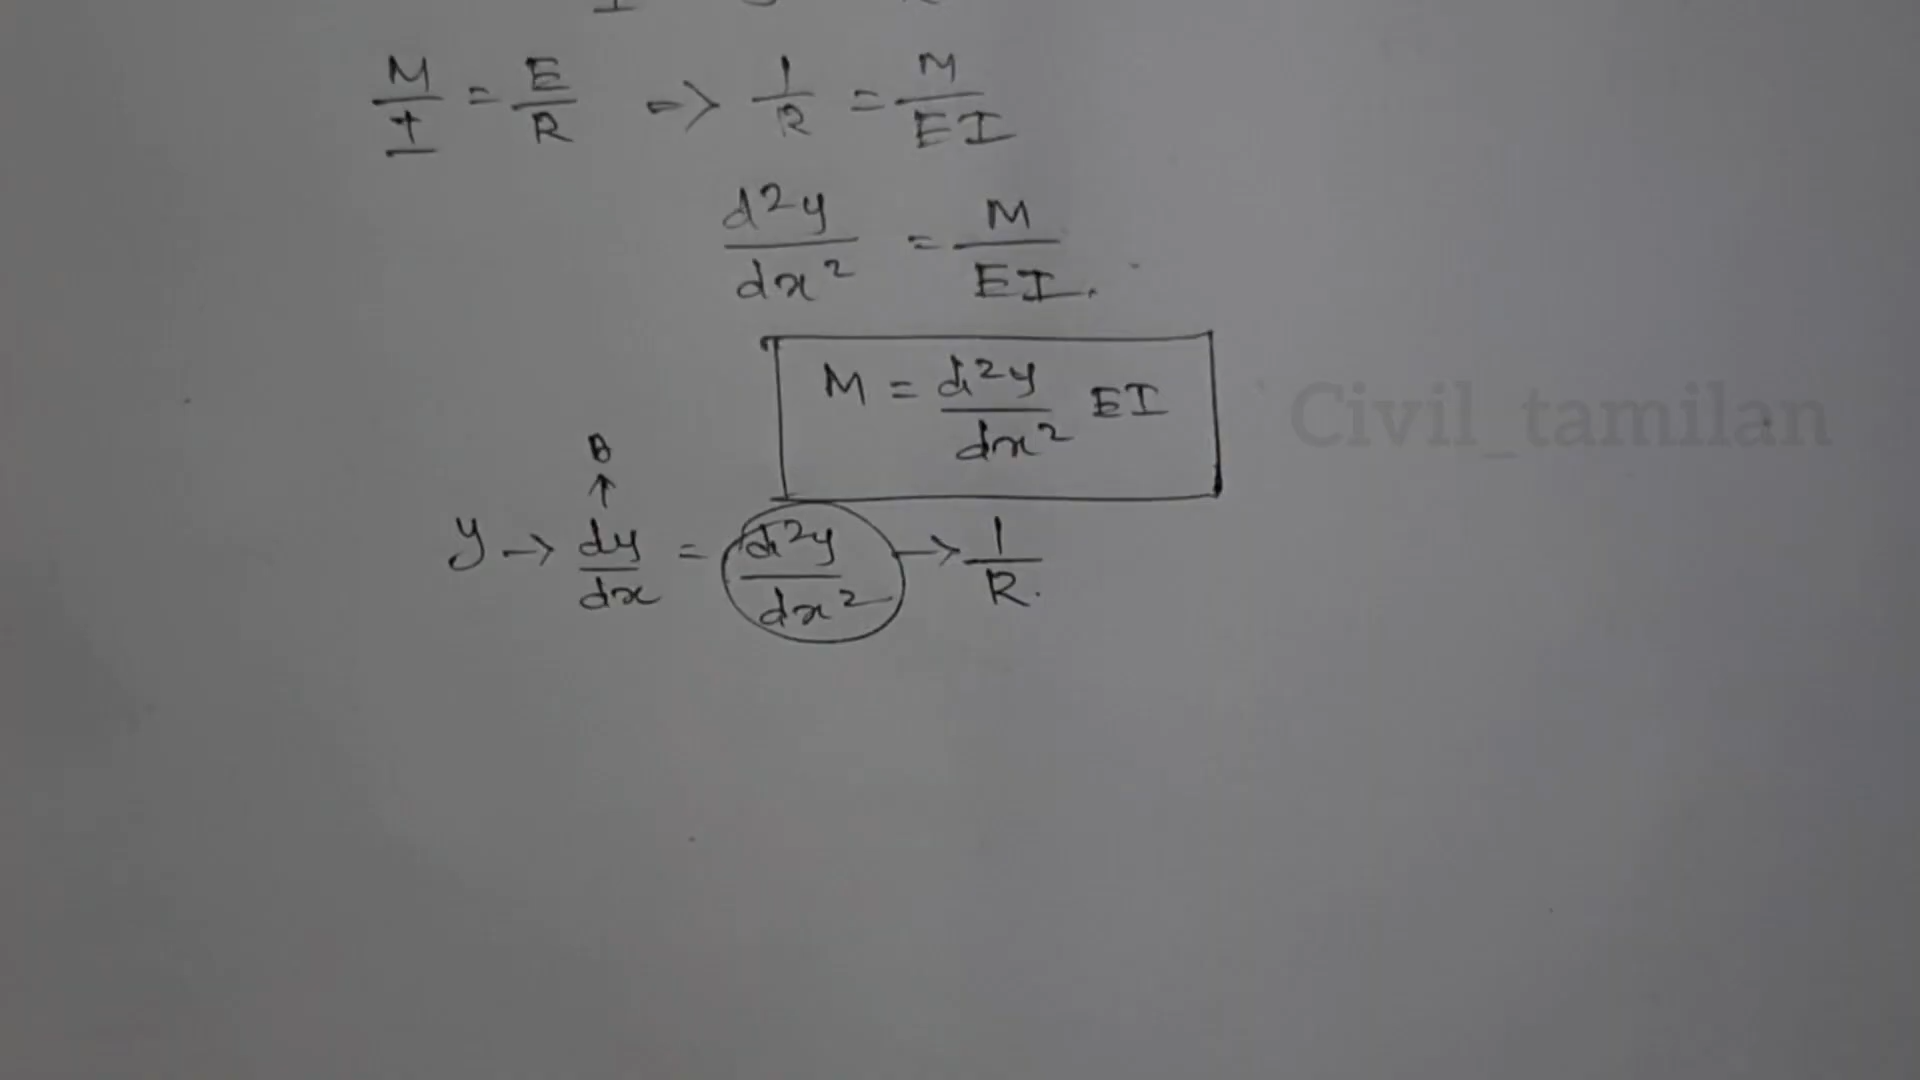 M/I = E/R => 1/R = M/EI
d²y/dx² = M/EI.
M = d²y/dx² EI
Civil_tamilan
θ
↑
y → dy/dx = d²y/dx² → 1/R.